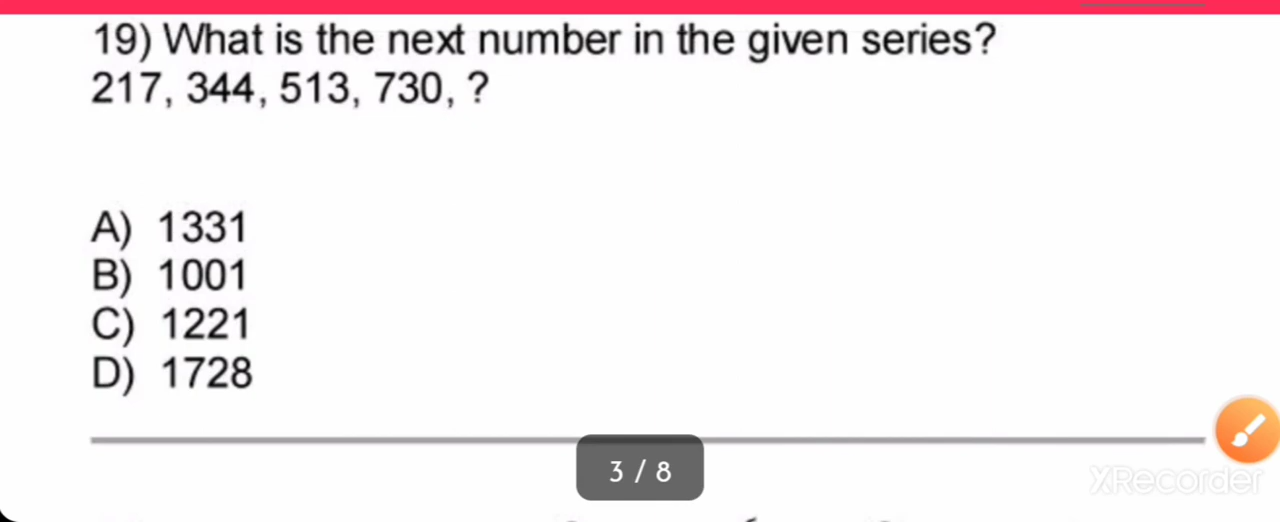 19) What is the next number in the given series?
217, 344, 513, 730, ?
A) 1331
B) 1001
C) 1221
D) 1728
3 / 8
XRecorder